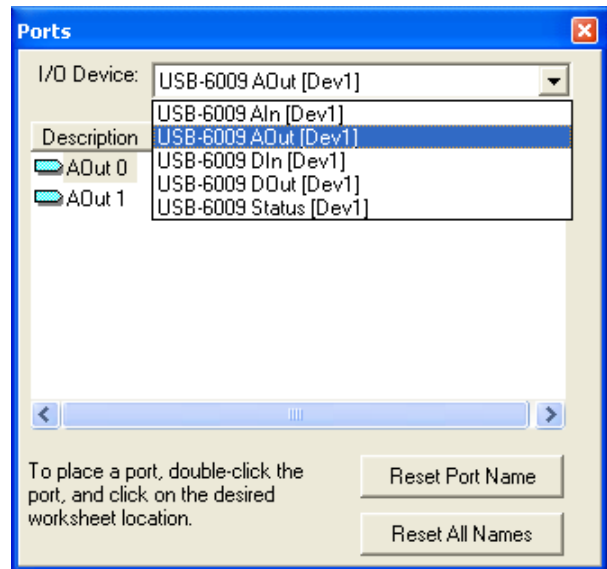 Ports
I/O Device:
USB-6009 AOut [Dev1]
USB-6009 AIn [Dev1]
USB-6009 AOut [Dev1]
USB-6009 DIn [Dev1]
USB-6009 DOut [Dev1]
USB-6009 Status [Dev1]
Description
AOut 0
AOut 1
To place a port, double-click the
port, and click on the desired
worksheet location.
Reset Port Name
Reset All Names